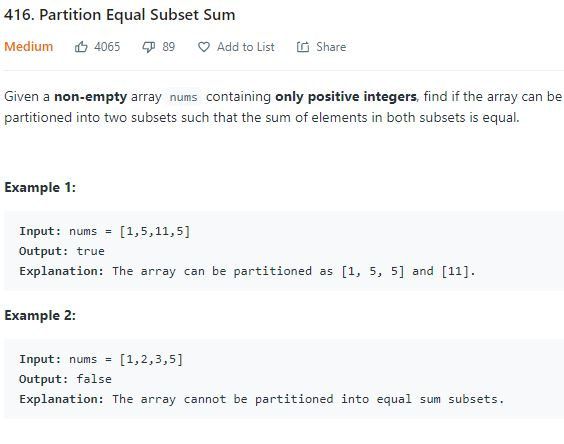 416. Partition Equal Subset Sum
Medium 4065 89 Add to List Share
Given a non-empty array nums containing only positive integers, find if the array can be
partitioned into two subsets such that the sum of elements in both subsets is equal.
Example 1:
Input: nums = [1,5,11,5]
Output: true
Explanation: The array can be partitioned as [1, 5, 5] and [11].
Example 2:
Input: nums = [1,2,3,5]
Output: false
Explanation: The array cannot be partitioned into equal sum subsets.